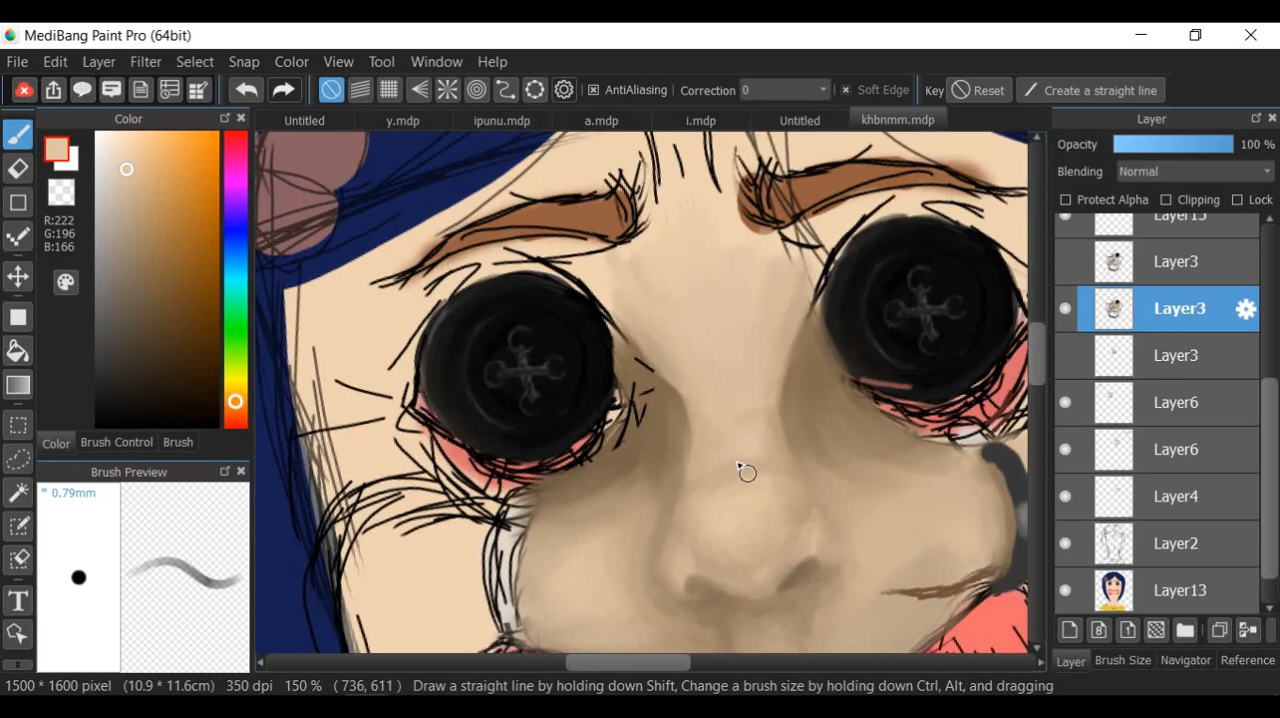 MediBang Paint Pro (64bit)
File Edit Layer Filter Select Snap Color View Tool Window Help
AntiAliasing Correction 0 Soft Edge Key Reset Create a straight line
Color
Untitled y.mdp ipunu.mdp a.mdp i.mdp Untitled khbnmm.mdp
Layer
Opacity 100 %
Blending Normal
Protect Alpha Clipping Lock
R:222
G:196
B:166
Layer15
Layer3
Layer3
Layer3
Layer6
Layer6
Layer4
Layer2
Layer13
Color Brush Control Brush
Brush Preview
* 0.79mm
8 1
T
Layer Brush Size Navigator Reference
1500 * 1600 pixel (10.9 * 11.6cm) 350 dpi 150 % ( 736, 611 ) Draw a straight line by holding down Shift, Change a brush size by holding down Ctrl, Alt, and dragging